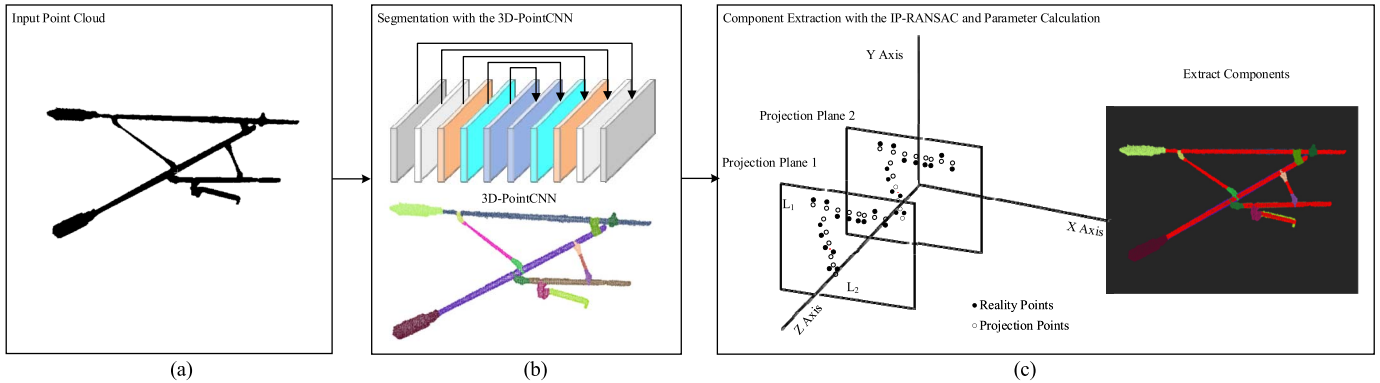 Input Point Cloud
Segmentation with the 3D-PointCNN
Component Extraction with the IP-RANSAC and Parameter Calculation
3D-PointCNN
Y Axis
Extract Components
Projection Plane 2
Projection Plane 1
L1
L2
X Axis
Z Axis
Reality Points
Projection Points
(a)
(b)
(c)